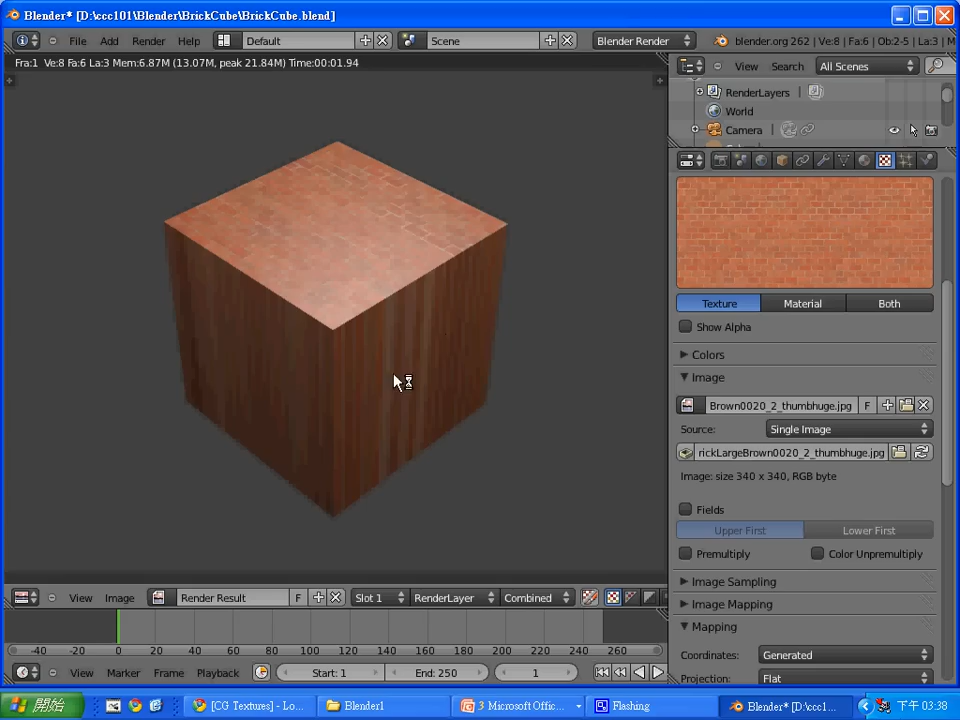 Blender* [D:\ccc101\Blender\BrickCube\BrickCube.blend]
File Add Render Help Default Scene Blender Render blender.org 262 | Ve:8 | Fa:6 | Ob:2-5 | La:3 | M
Fra:1 Ve:8 Fa:6 La:3 Mem:6.87M (13.07M, peak 21.84M) Time:00:01.94
View Search All Scenes
RenderLayers
World
Camera
Texture Material Both
Show Alpha
Colors
Image
Brown0020_2_thumbhuge.jpg F
Source: Single Image
rickLargeBrown0020_2_thumbhuge.jpg
Image: size 340 x 340, RGB byte
Fields
Upper First Lower First
Premultiply Color Unpremultiply
Image Sampling
Image Mapping
Mapping
Coordinates: Generated
Projection: Flat
View Image Render Result F Slot 1 RenderLayer Combined
-40 -20 0 20 40 60 80 100 120 140 160 180 200 220 240 260
View Marker Frame Playback Start: 1 End: 250 1
開始 [CG Textures] - Lo... Blender1 3 Microsoft Offic... Flashing Blender* [D:\ccc1... 下午 03:38